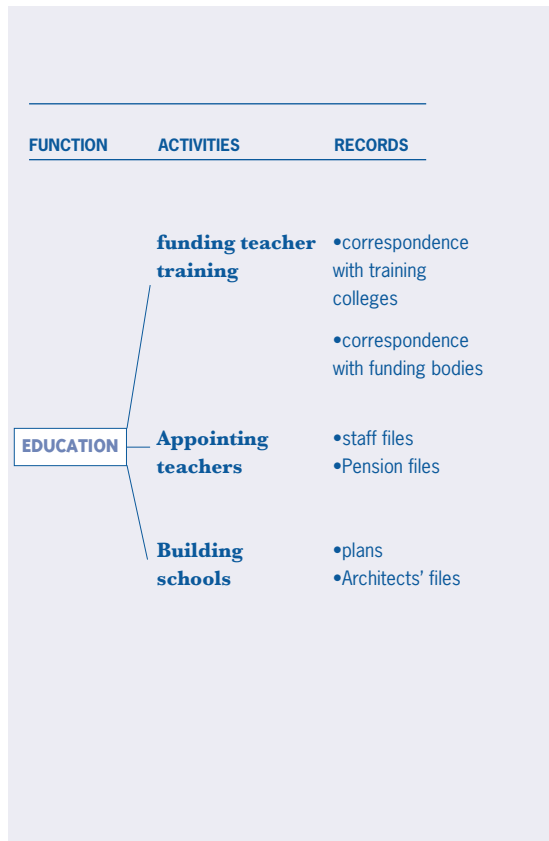 FUNCTION ACTIVITIES RECORDS
funding teacher
training
•correspondence
with training
colleges
•correspondence
with funding bodies
EDUCATION
Appointing
teachers
•staff files
•Pension files
Building
schools
•plans
•Architects’ files